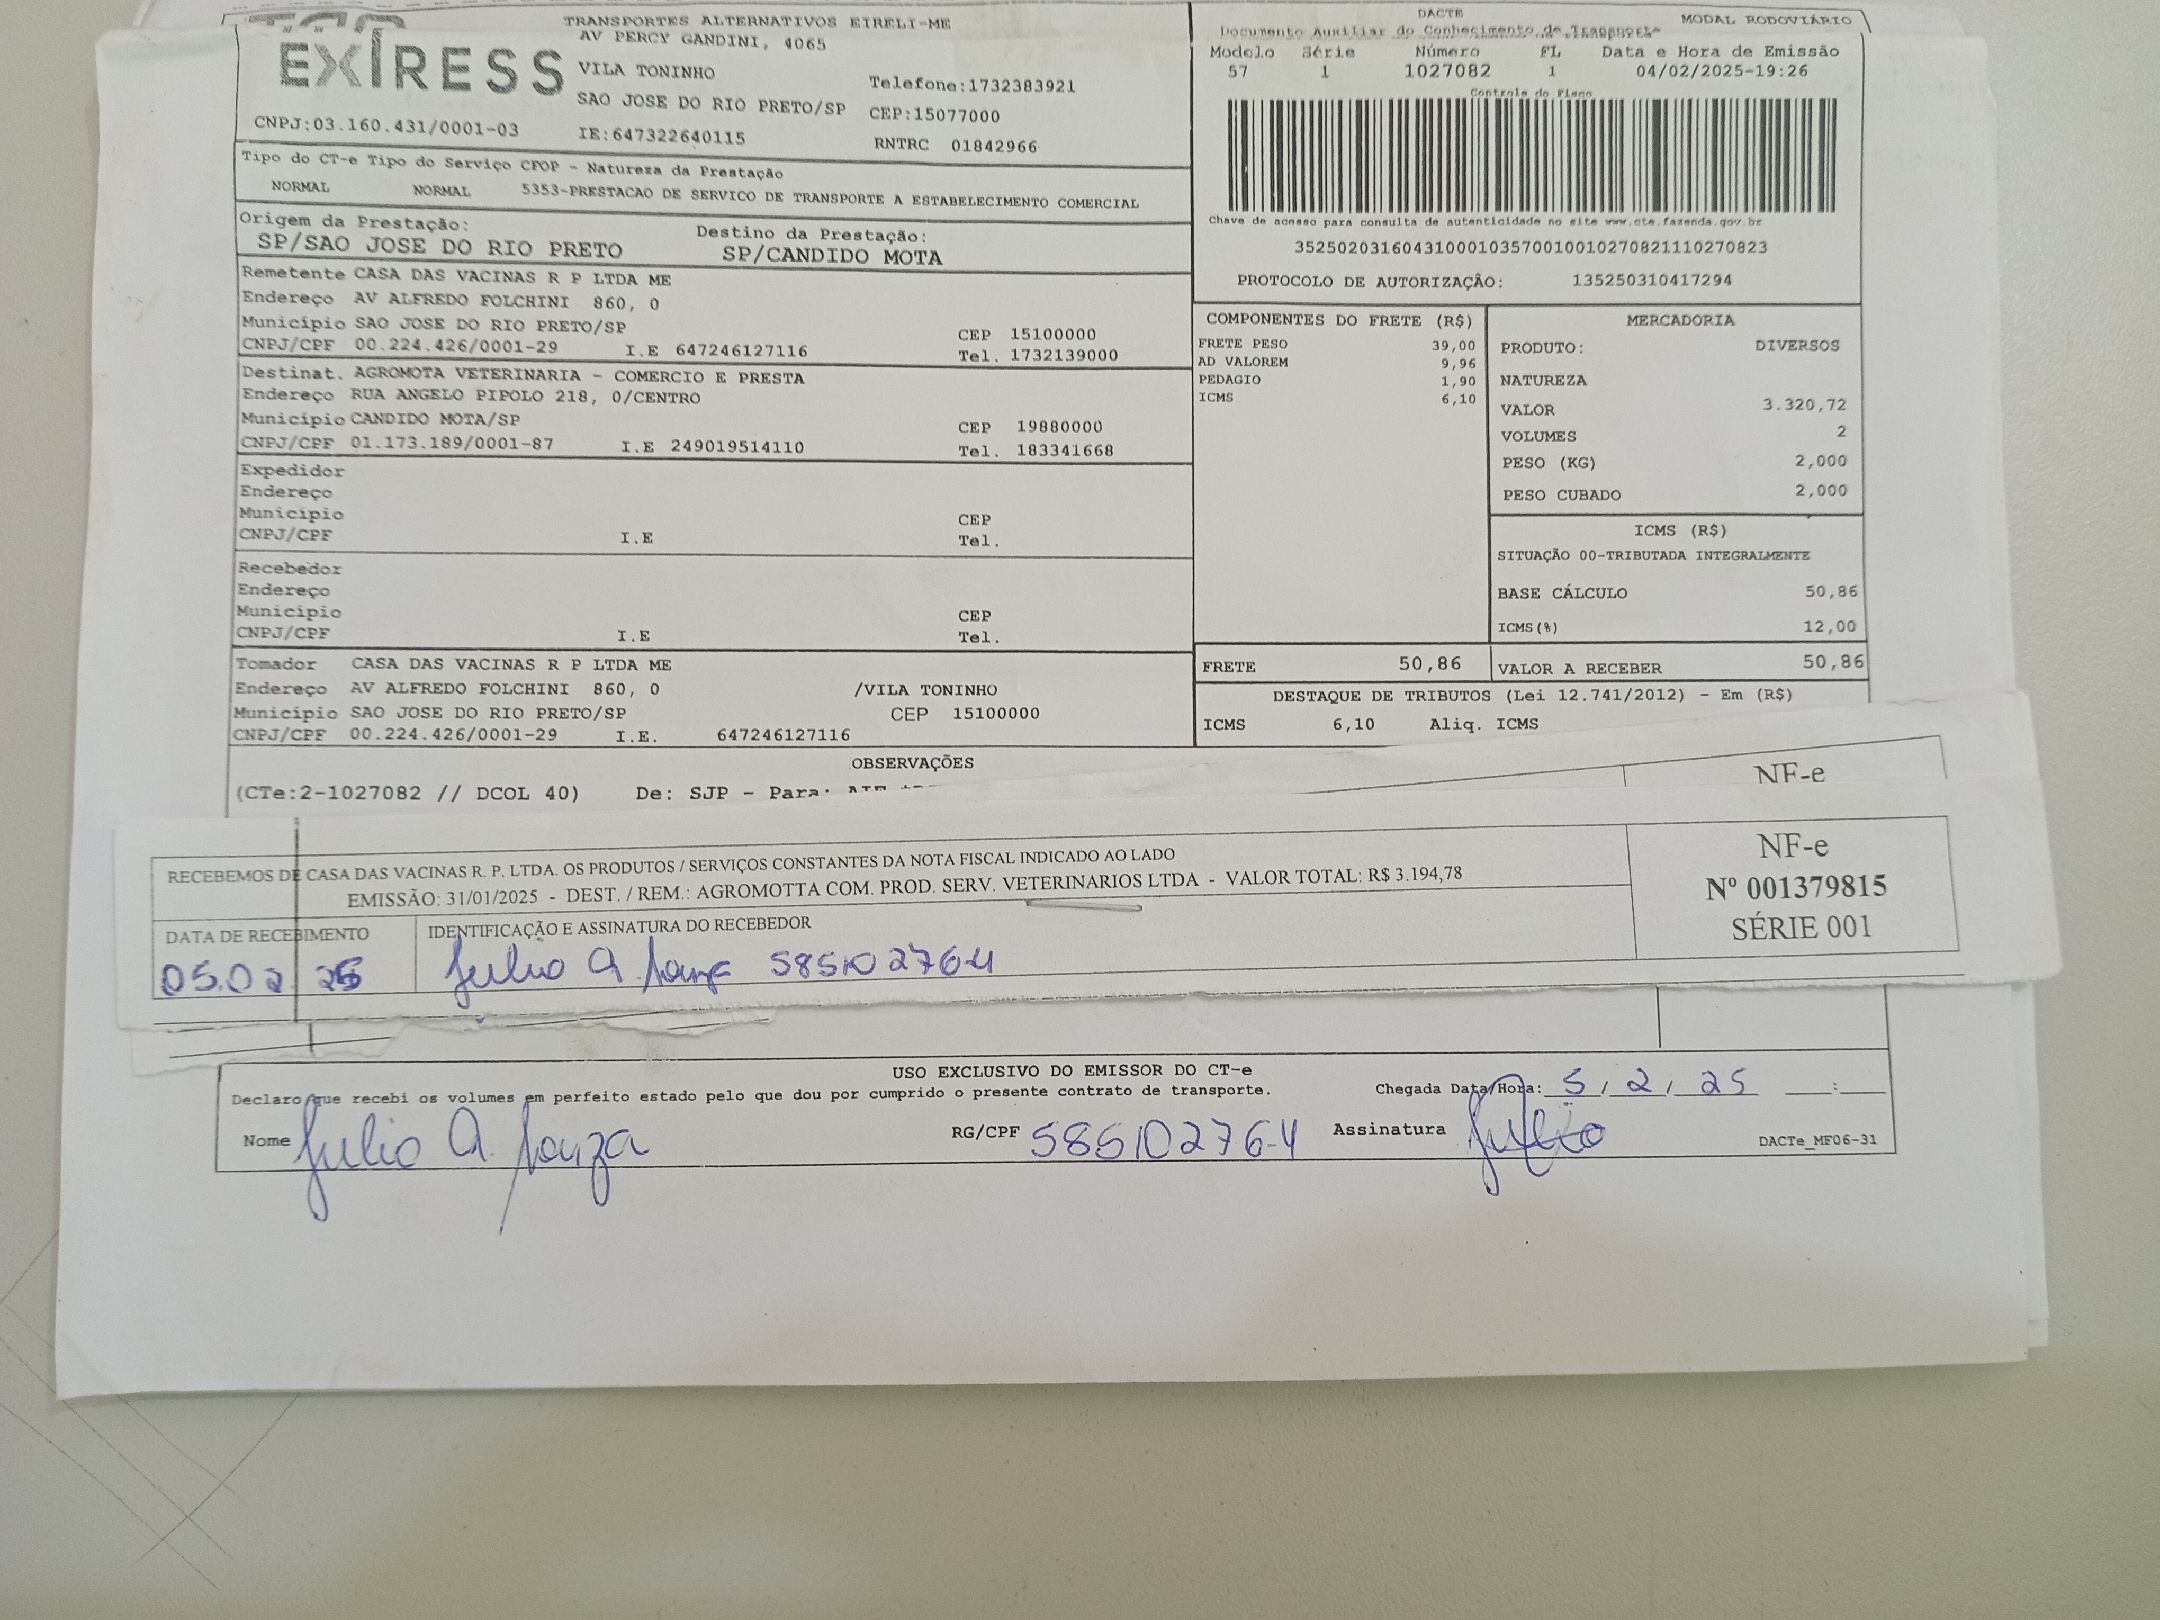 EXPRESS
TRANSPORTES ALTERNATIVOS EIRELI-ME
AV PERCY GANDINI, 4065
VILA TONINHO
Telefone:1732383921
SAO JOSE DO RIO PRETO/SP CEP:15077000
CNPJ:03.160.431/0001-03 IE:647322640115 RNTRC 01842966
DACTE MODAL RODOVIÁRIO
Documento Auxiliar do Conhecimento de Transporte
Modelo Série Número FL Data e Hora de Emissão
57 1 1027082 1 04/02/2025-19:26
Controle do Fisco
Chave de acesso para consulta de autenticidade no site www.cte.fazenda.gov.br
35250203160431000103570010010270821110270823
PROTOCOLO DE AUTORIZAÇÂO: 135250310417294
Tipo do CT-e Tipo do Serviço CFOP - Natureza da Prestação
NORMAL NORMAL 5353-PRESTACAO DE SERVICO DE TRANSPORTE A ESTABELECIMENTO COMERCIAL
Origem da Prestação: Destino da Prestação:
SP/SAO JOSE DO RIO PRETO SP/CANDIDO MOTA
Remetente CASA DAS VACINAS R P LTDA ME
Endereço AV ALFREDO FOLCHINI 860, 0
Município SAO JOSE DO RIO PRETO/SP CEP 15100000
CNPJ/CPF 00.224.426/0001-29 I.E 647246127116 Tel. 1732139000
Destinat. AGROMOTA VETERINARIA - COMERCIO E PRESTA
Endereço RUA ANGELO PIPOLO 218, 0/CENTRO
Município CANDIDO MOTA/SP CEP 19880000
CNPJ/CPF 01.173.189/0001-87 I.E 249019514110 Tel. 183341668
Expedidor
Endereço
Município CEP
CNPJ/CPF I.E Tel.
Recebedor
Endereço
Município CEP
CNPJ/CPF I.E Tel.
Tomador CASA DAS VACINAS R P LTDA ME
Endereço AV ALFREDO FOLCHINI 860, 0 /VILA TONINHO
Município SAO JOSE DO RIO PRETO/SP CEP 15100000
CNPJ/CPF 00.224.426/0001-29 I.E. 647246127116
COMPONENTES DO FRETE (R$)
FRETE PESO 39,00
AD VALOREM 9,96
PEDAGIO 1,90
ICMS 6,10
MERCADORIA
PRODUTO: DIVERSOS
NATUREZA
VALOR 3.320,72
VOLUMES 2
PESO (KG) 2,000
PESO CUBADO 2,000
ICMS (R$)
SITUAÇÃO 00-TRIBUTADA INTEGRALMENTE
BASE CÁLCULO 50,86
ICMS(%) 12,00
FRETE 50,86 VALOR A RECEBER 50,86
DESTAQUE DE TRIBUTOS (Lei 12.741/2012) - Em (R$)
ICMS 6,10 Aliq. ICMS
OBSERVAÇÕES
(CTe:2-1027082 // DCOL 40) De: SJP - Para:
NF-e
RECEBEMOS DE CASA DAS VACINAS R. P. LTDA. OS PRODUTOS / SERVIÇOS CONSTANTES DA NOTA FISCAL INDICADO AO LADO
EMISSÃO: 31/01/2025 - DEST. / REM.: AGROMOTTA COM. PROD. SERV. VETERINARIOS LTDA - VALOR TOTAL: R$ 3.194,78
NF-e
Nº 001379815
SÉRIE 001
DATA DE RECEBIMENTO IDENTIFICAÇÃO E ASSINATURA DO RECEBEDOR
05.02 25 Julio A Souza 58510276-4
USO EXCLUSIVO DO EMISSOR DO CT-e
Declaro que recebi os volumes em perfeito estado pelo que dou por cumprido o presente contrato de transporte. Chegada Data/Hora: 5 / 2 / 25 :
Nome Julio A. Souza RG/CPF 58510276-4 Assinatura Julio DACTe_MF06-31